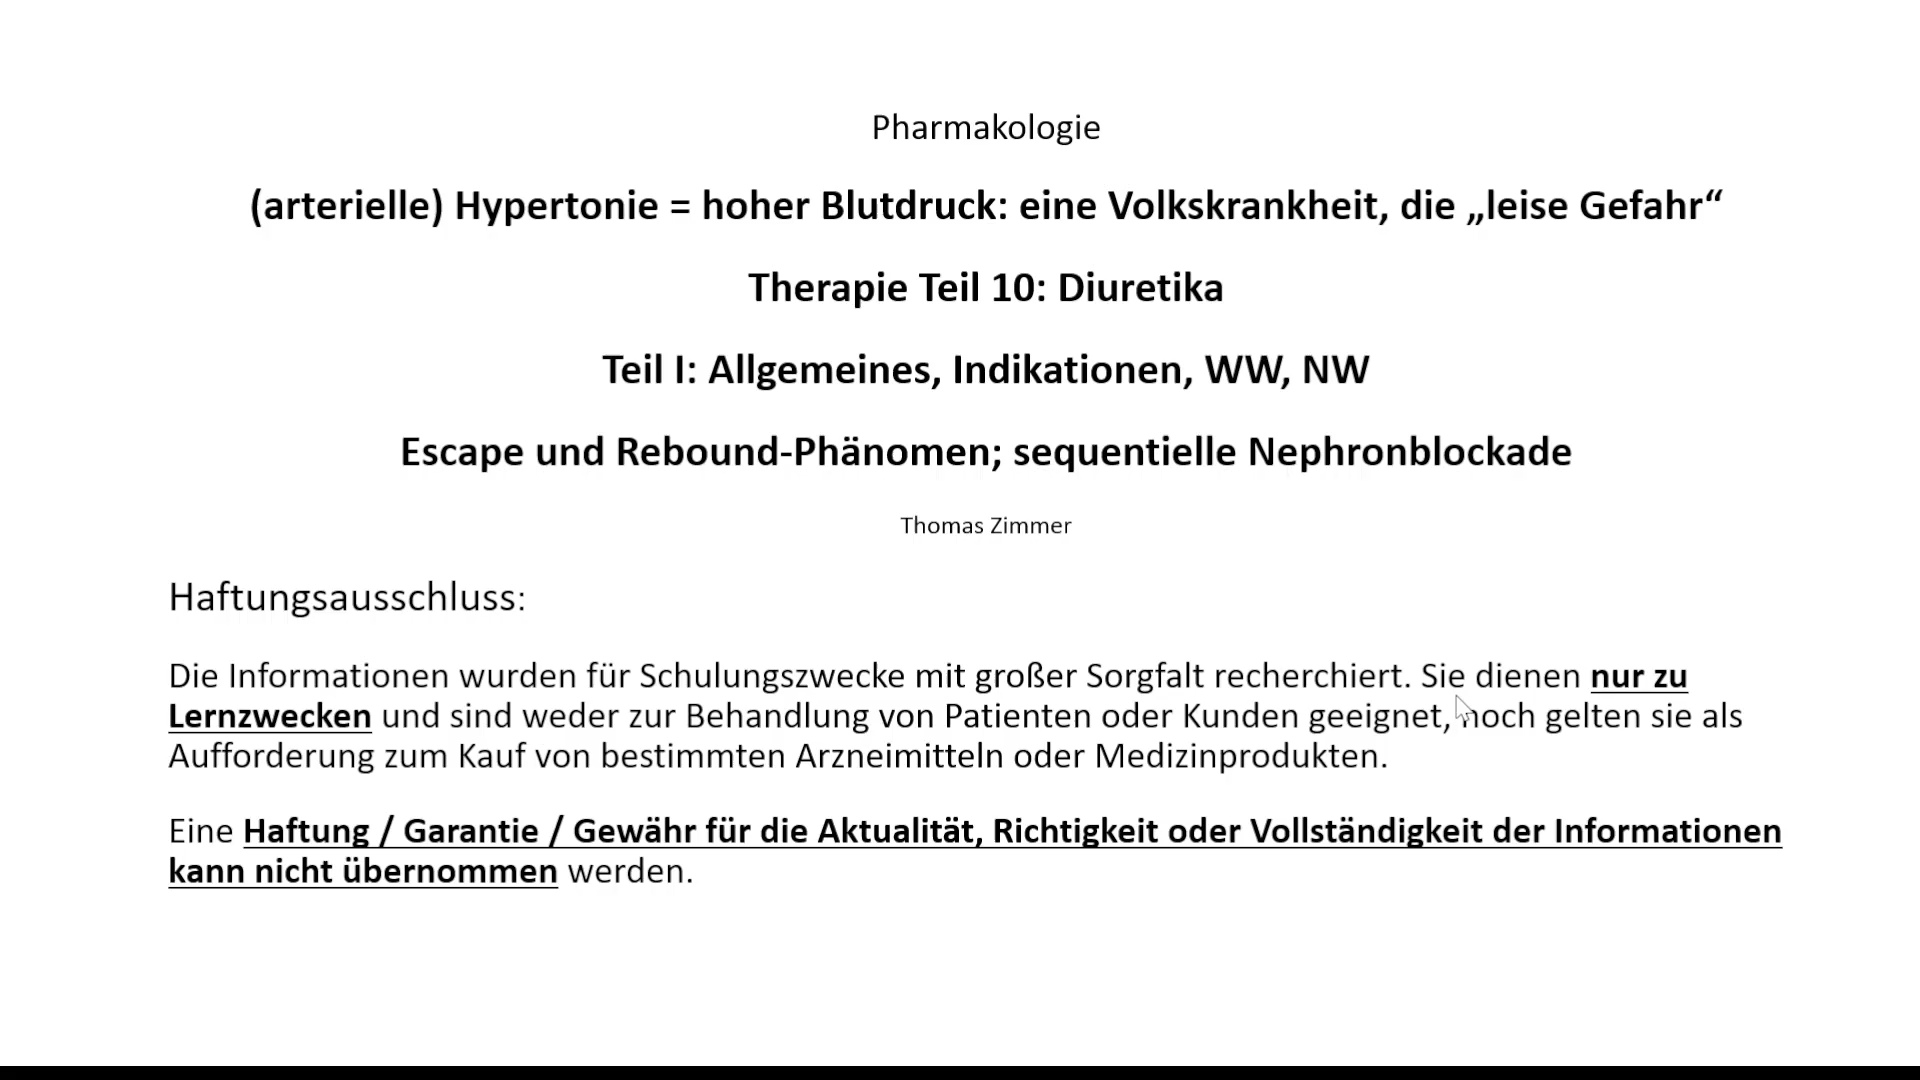 Pharmakologie
(arterielle) Hypertonie = hoher Blutdruck: eine Volkskrankheit, die „leise Gefahr“
Therapie Teil 10: Diuretika
Teil I: Allgemeines, Indikationen, WW, NW
Escape und Rebound-Phänomen; sequentielle Nephronblockade
Thomas Zimmer
Haftungsausschluss:
Die Informationen wurden für Schulungszwecke mit großer Sorgfalt recherchiert. Sie dienen nur zu
Lernzwecken und sind weder zur Behandlung von Patienten oder Kunden geeignet, noch gelten sie als
Aufforderung zum Kauf von bestimmten Arzneimitteln oder Medizinprodukten.
Eine Haftung / Garantie / Gewähr für die Aktualität, Richtigkeit oder Vollständigkeit der Informationen
kann nicht übernommen werden.